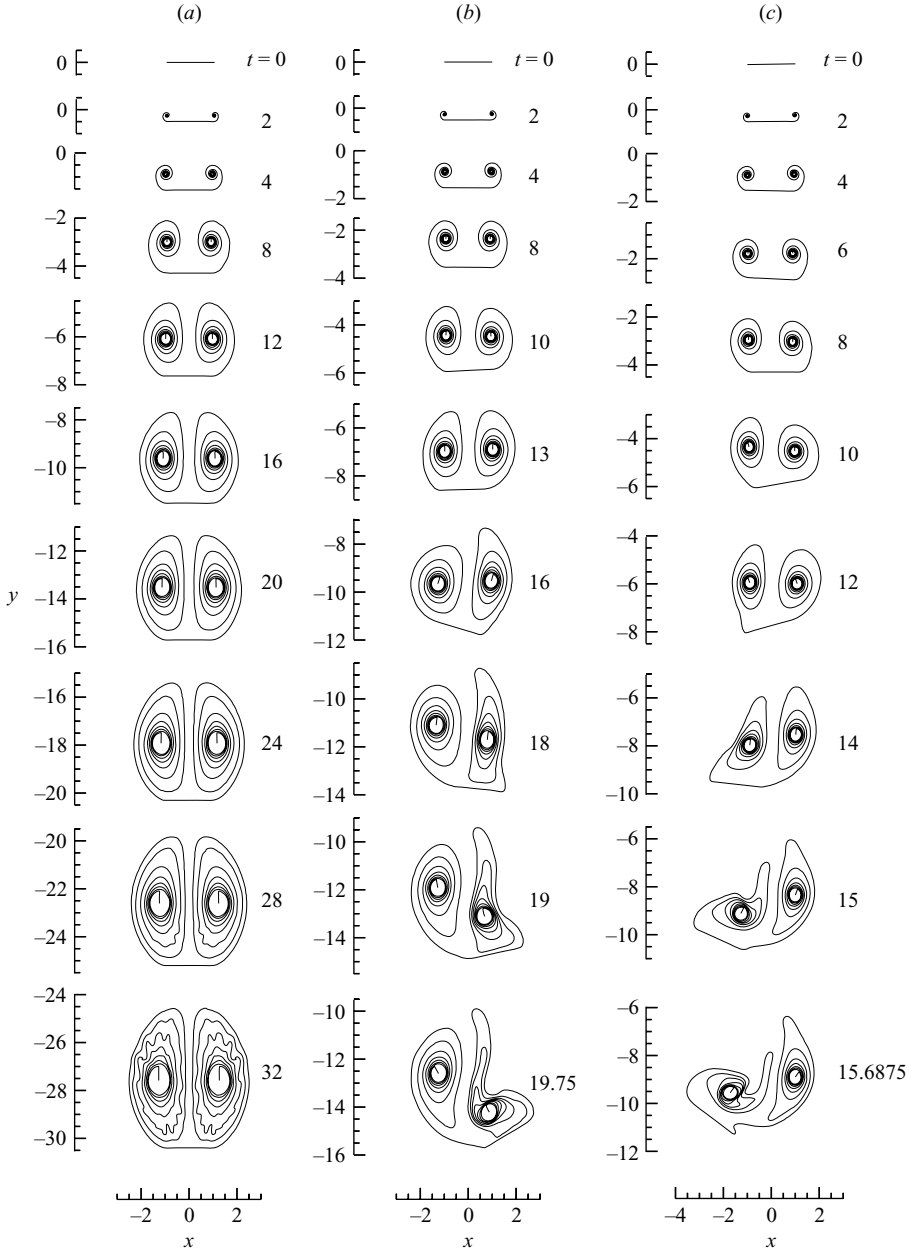 (a) (b) (c)
0 t = 0 0 t = 0 0 t = 0
0 2 0 2 0 2
0 4 0 –2 4 0 –2 4
–2 –4 8 –2 –4 8 –2 6
–6 –8 12 –4 –6 10 –2 –4 8
–8 –10 16 –6 –8 13 –4 –6 10
–12 –14 –16 20 –8 –10 –12 16 –4 –6 –8 12
y
–16 –18 –20 24 –10 –12 –14 18 –6 –8 –10 14
–20 –22 –24 28 –10 –12 –14 19 –6 –8 –10 15
–24 –26 –28 –30 32 –10 –12 –14 –16 19.75 –6 –8 –10 –12 15.6875
–2 0 2 –2 0 2 –4 –2 0 2
x x x